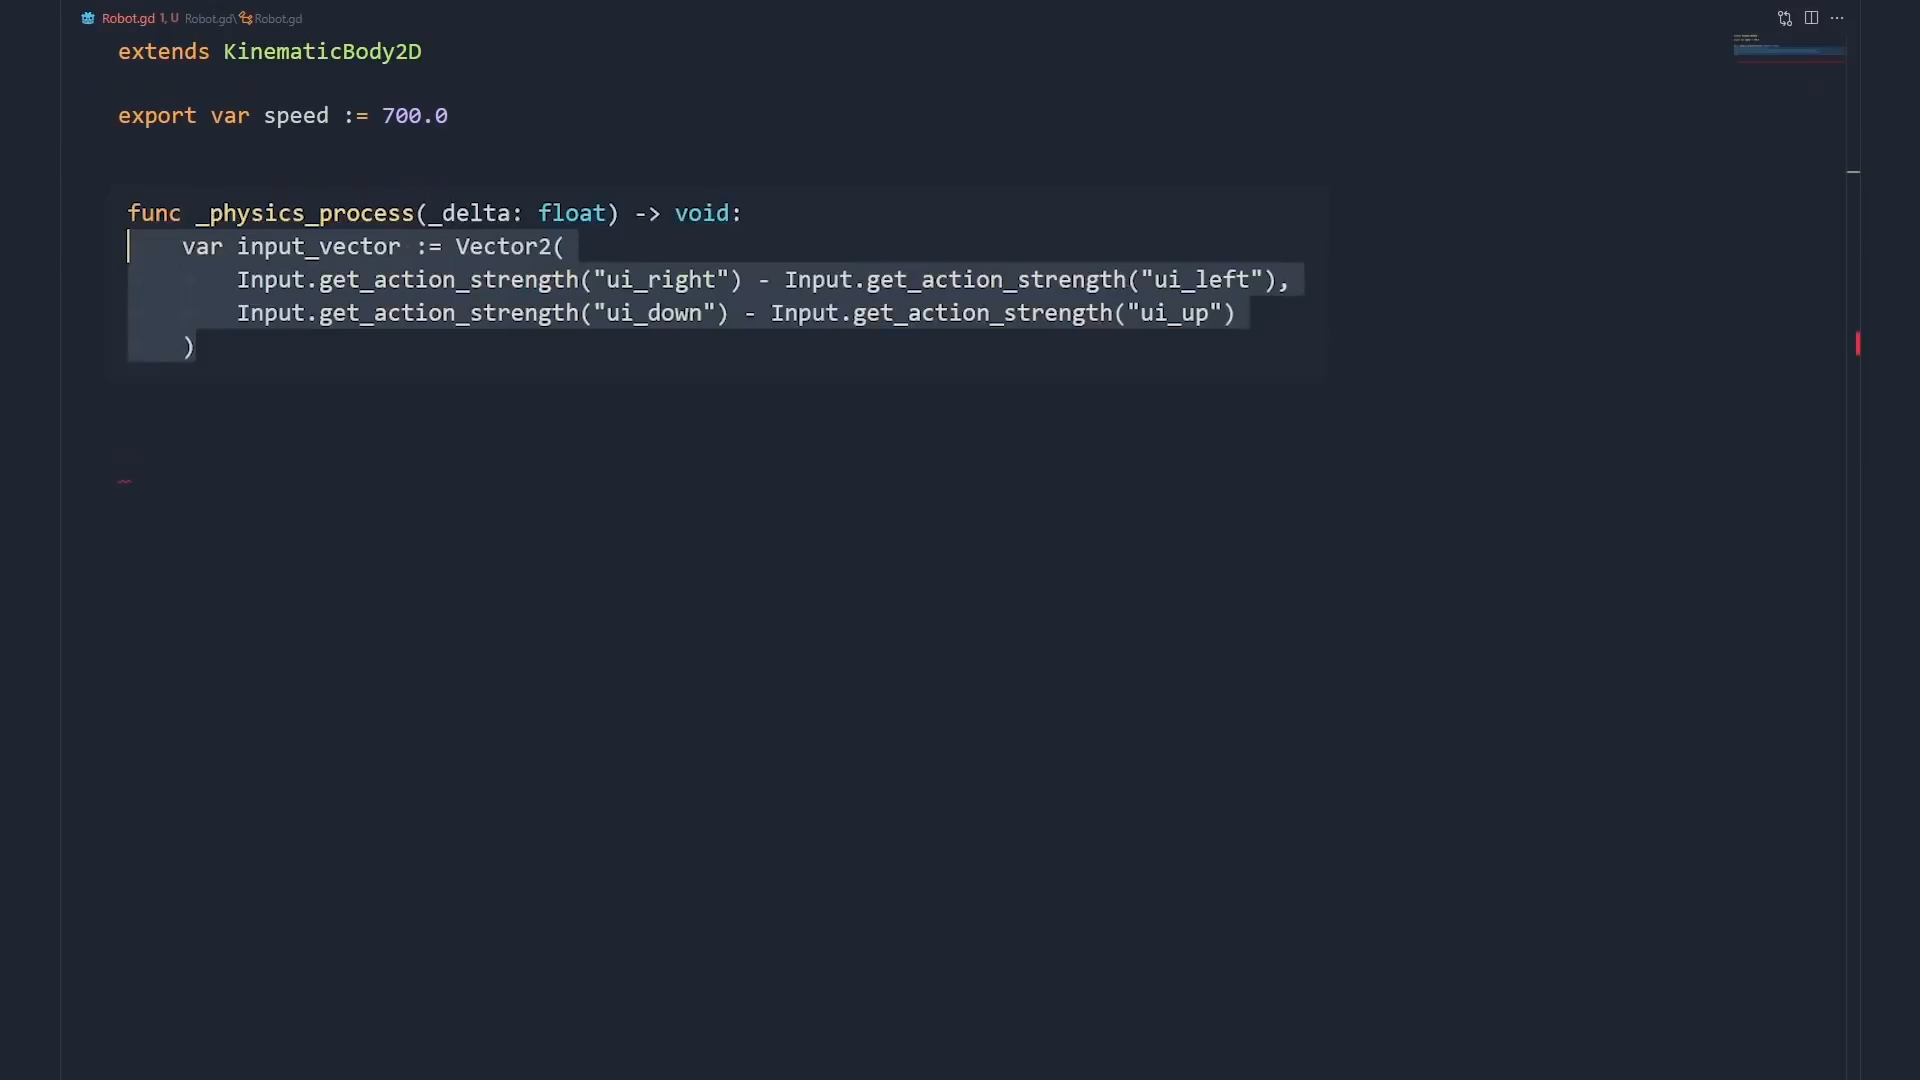 Robot.gd 1, U Robot.gd\ Robot.gd
extends KinematicBody2D
export var speed := 700.0
func _physics_process(_delta: float) -> void:
    var input_vector := Vector2(
        Input.get_action_strength("ui_right") - Input.get_action_strength("ui_left"),
        Input.get_action_strength("ui_down") - Input.get_action_strength("ui_up")
    )